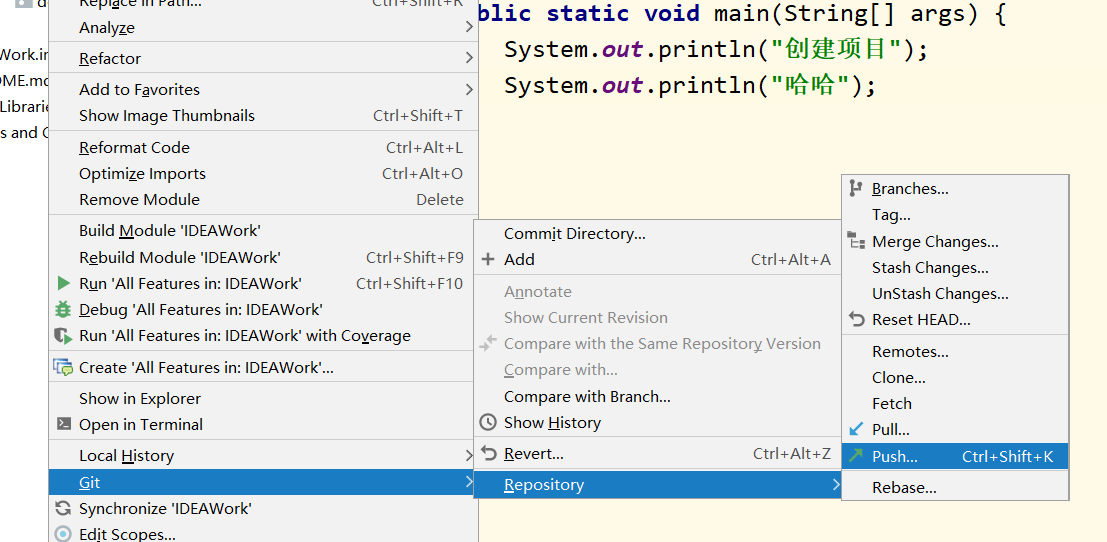 Replace in Path... Ctrl+Shift+R
Analyze
Refactor
Add to Favorites
Show Image Thumbnails Ctrl+Shift+T
Reformat Code Ctrl+Alt+L
Optimize Imports Ctrl+Alt+O
Remove Module Delete
Build Module 'IDEAWork'
Rebuild Module 'IDEAWork' Ctrl+Shift+F9
Run 'All Features in: IDEAWork' Ctrl+Shift+F10
Debug 'All Features in: IDEAWork'
Run 'All Features in: IDEAWork' with Coverage
Create 'All Features in: IDEAWork'...
Show in Explorer
Open in Terminal
Local History
Git
Synchronize 'IDEAWork'
Edit Scopes...
Work.in
OME.md
Librarie
s and C
blic static void main(String[] args) {
System.out.println("创建项目");
System.out.println("哈哈");
Commit Directory...
Add Ctrl+Alt+A
Annotate
Show Current Revision
Compare with the Same Repository Version
Compare with...
Compare with Branch...
Show History
Revert... Ctrl+Alt+Z
Repository
Branches...
Tag...
Merge Changes...
Stash Changes...
UnStash Changes...
Reset HEAD...
Remotes...
Clone...
Fetch
Pull...
Push... Ctrl+Shift+K
Rebase...